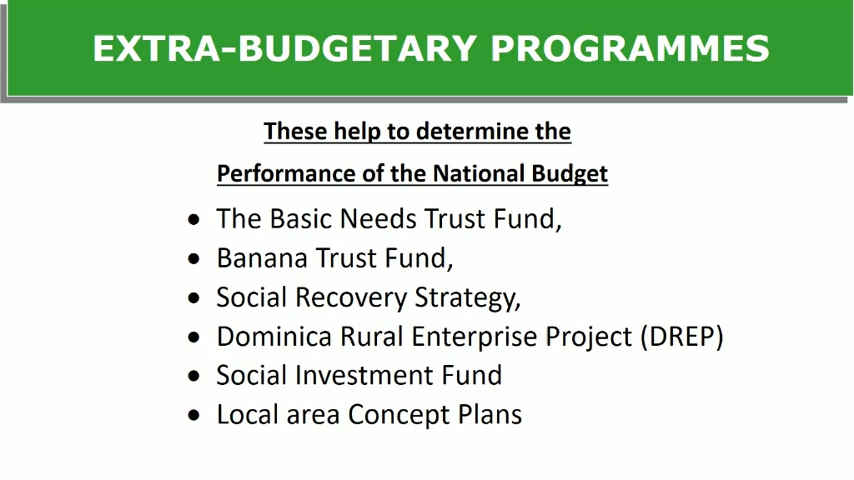 EXTRA-BUDGETARY PROGRAMMES
These help to determine the
Performance of the National Budget
• The Basic Needs Trust Fund,
• Banana Trust Fund,
• Social Recovery Strategy,
• Dominica Rural Enterprise Project (DREP)
• Social Investment Fund
• Local area Concept Plans